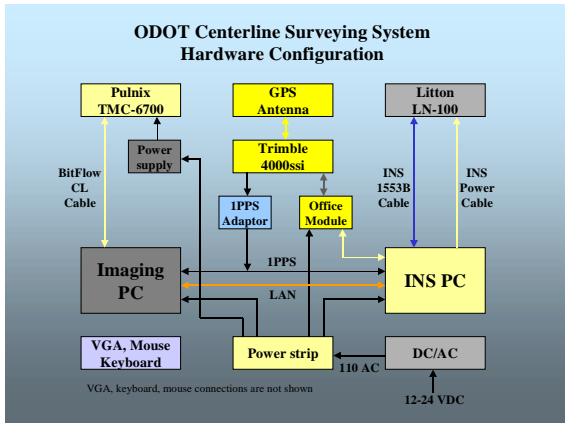 ODOT Centerline Surveying System
Hardware Configuration
Pulnix
TMC-6700
GPS
Antenna
Litton
LN-100
Power
supply
Trimble
4000ssi
BitFlow
CL
Cable
INS
1553B
Cable
INS
Power
Cable
1PPS
Adaptor
Office
Module
Imaging
PC
1PPS
INS PC
LAN
VGA, Mouse
Keyboard
Power strip
110 AC
DC/AC
VGA, keyboard, mouse connections are not shown
12-24 VDC